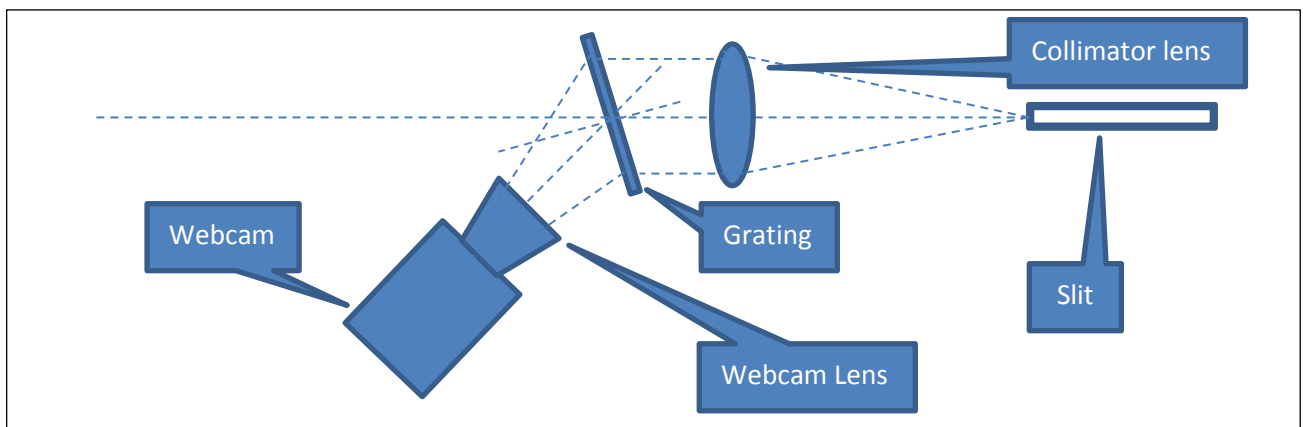 Collimator lens
Webcam
Grating
Slit
Webcam Lens